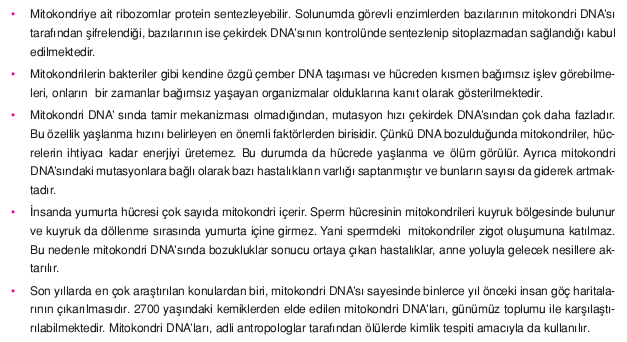 • Mitokondriye ait ribozomlar protein sentezleyebilir. Solunumda görevli enzimlerden bazılarının mitokondri DNA'sı
tarafından şifrelendiği, bazılarının ise çekirdek DNA'sının kontrolünde sentezlenip sitoplazmadan sağlandığı kabul
edilmektedir.
• Mitokondrilerin bakteriler gibi kendine özgü çember DNA taşıması ve hücreden kısmen bağımsız işlev görebilme-
leri, onların bir zamanlar bağımsız yaşayan organizmalar olduklarına kanıt olarak gösterilmektedir.
• Mitokondri DNA' sında tamir mekanizması olmadığından, mutasyon hızı çekirdek DNA'sından çok daha fazladır.
Bu özellik yaşlanma hızını belirleyen en önemli faktörlerden birisidir. Çünkü DNA bozulduğunda mitokondriler, hüc-
relerin ihtiyacı kadar enerjiyi üretemez. Bu durumda da hücrede yaşlanma ve ölüm görülür. Ayrıca mitokondri
DNA'sındaki mutasyonlara bağlı olarak bazı hastalıkların varlığı saptanmıştır ve bunların sayısı da giderek artmak-
tadır.
• İnsanda yumurta hücresi çok sayıda mitokondri içerir. Sperm hücresinin mitokondrileri kuyruk bölgesinde bulunur
ve kuyruk da döllenme sırasında yumurta içine girmez. Yani spermdeki mitokondriler zigot oluşumuna katılmaz.
Bu nedenle mitokondri DNA'sında bozukluklar sonucu ortaya çıkan hastalıklar, anne yoluyla gelecek nesillere ak-
tarılır.
• Son yıllarda en çok araştırılan konulardan biri, mitokondri DNA'sı sayesinde binlerce yıl önceki insan göç haritala-
rının çıkarılmasıdır. 2700 yaşındaki kemiklerden elde edilen mitokondri DNA'ları, günümüz toplumu ile karşılaştı-
rılabilmektedir. Mitokondri DNA'ları, adli antropologlar tarafından ölülerde kimlik tespiti amacıyla da kullanılır.